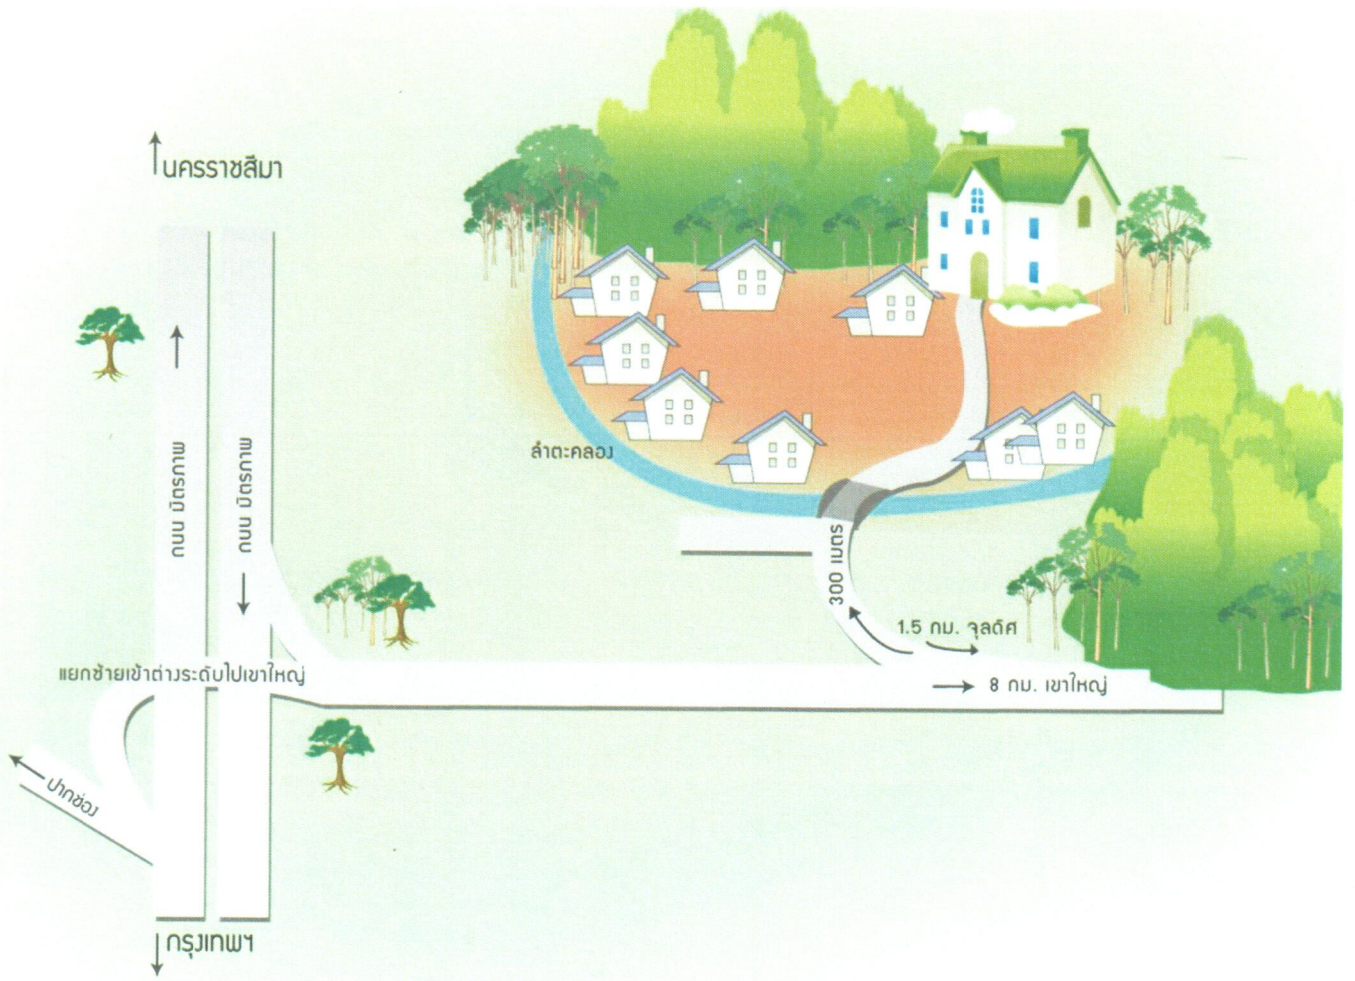 นครราชสีมา
ถนน มิตรภาพ
ถนน มิตรภาพ
ลำตะคลอง
300 เมตร
1.5 กม. จุลดิศ
แยกซ้ายเข้าต่างระดับไปเขาใหญ่
8 กม. เขาใหญ่
ปากช่อง
กรุงเทพฯ